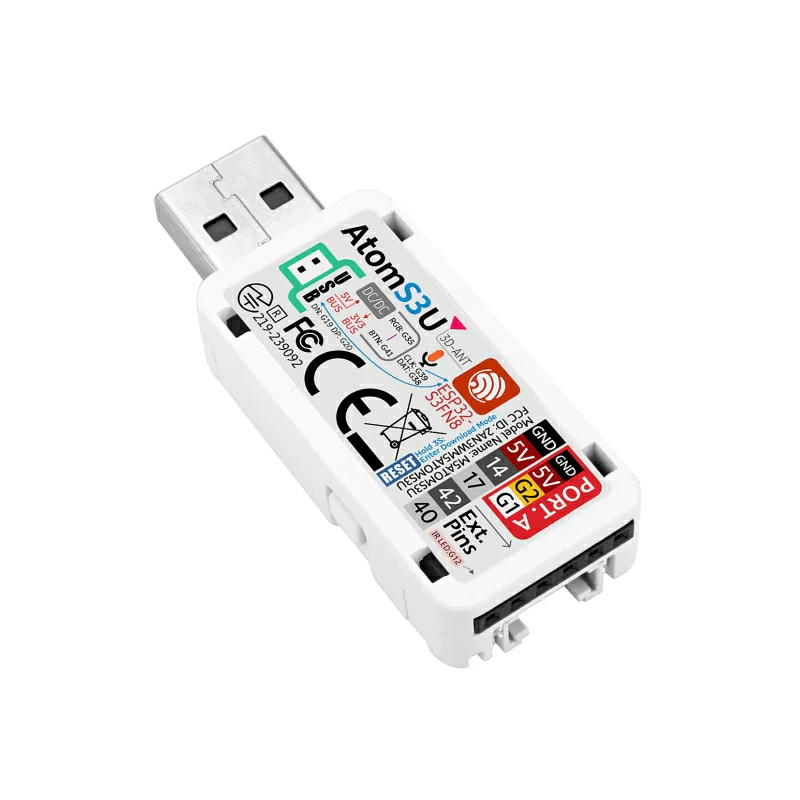 AtomS3U
3D-ANT
USB
5V
BUS
3V3
BUS
DC/DC
RGB: G35
BTN: G41
CLK: G39
DAT: G38
DN: G19 DP: G20
R
219-239092
FC
CE
ESP32
S3FN8
RESET
Hold 3S:
Enter Download Mode
Model Name: M5ATOMS3U
FCC ID: 2AN3WM5ATOMS3U
GND
5V
14
17
42
40
Ext.
Pins
GND
5V
G2
G1
PORT.A
IR LED:G12